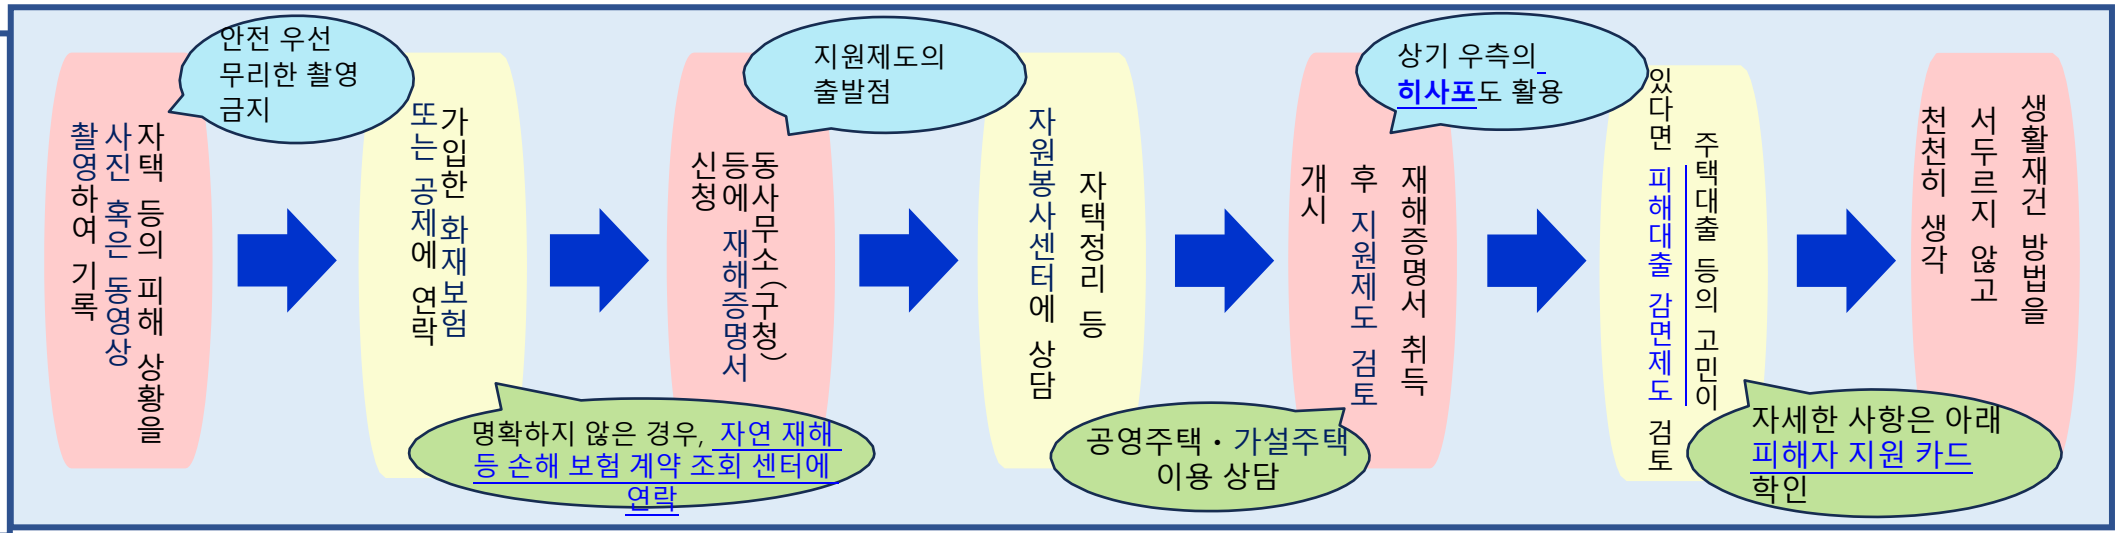 안전 우선
무리한 촬영
금지
자택 등의 피해 상황을
사진 혹은 동영상
촬영하여 기록
가입한 화재보험
또는 공제에 연락
명확하지 않은 경우, 자연 재해
등 손해 보험 계약 조회 센터에
연락
동사무소(구청)
등에 재해증명서
신청
지원제도의
출발점
자택정리 등
자원봉사센터에 상담
재해증명서 취득
후 지원제도 검토
개시
공영주택・가설주택
이용 상담
상기 우측의
히사포도 활용
주택대출 등의 고민이
있다면 피해대출 감면제도 검토
자세한 사항은 아래
피해자 지원 카드
학인
생활재건 방법을
서두르지 않고
천천히 생각